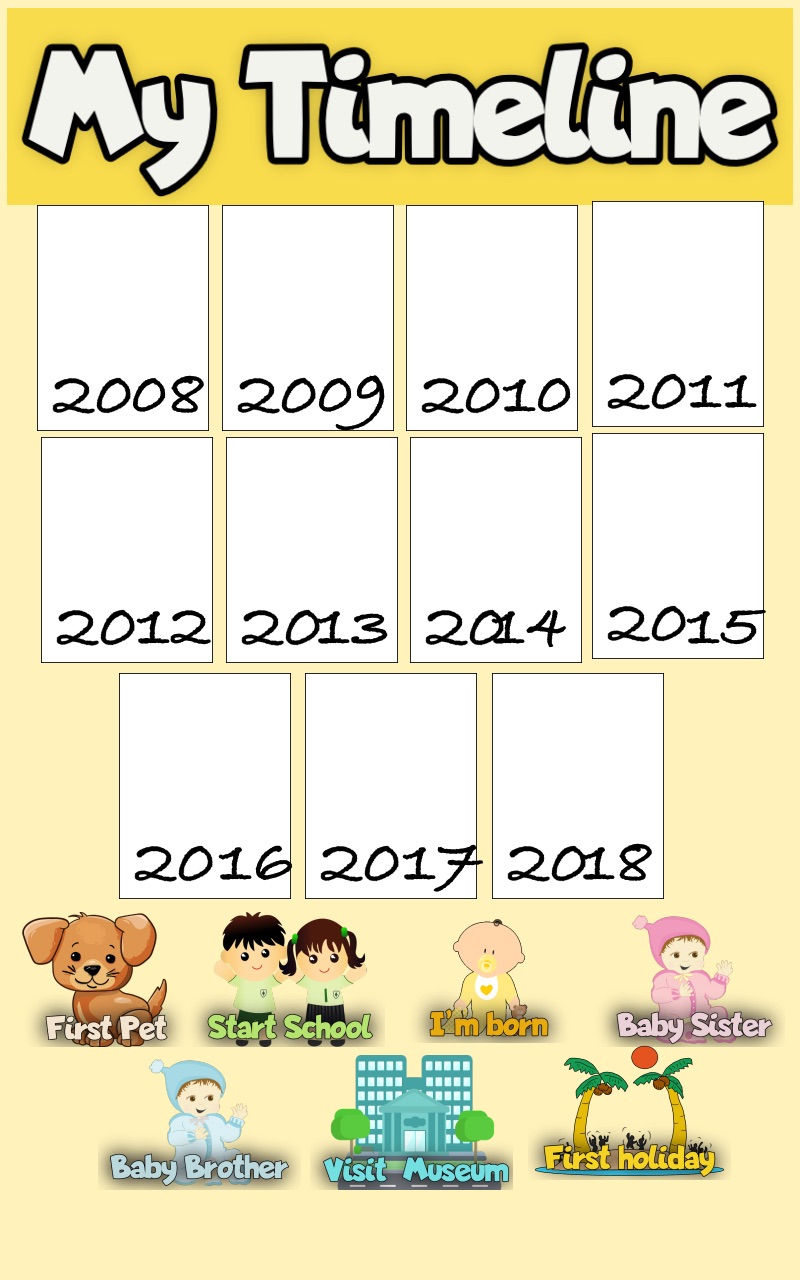 My Timeline
2008 2009 2010 2011
2012 2013 2014 2015
2016 2017 2018
First Pet Start School I'm born Baby Sister
Baby Brother Visit Museum First holiday